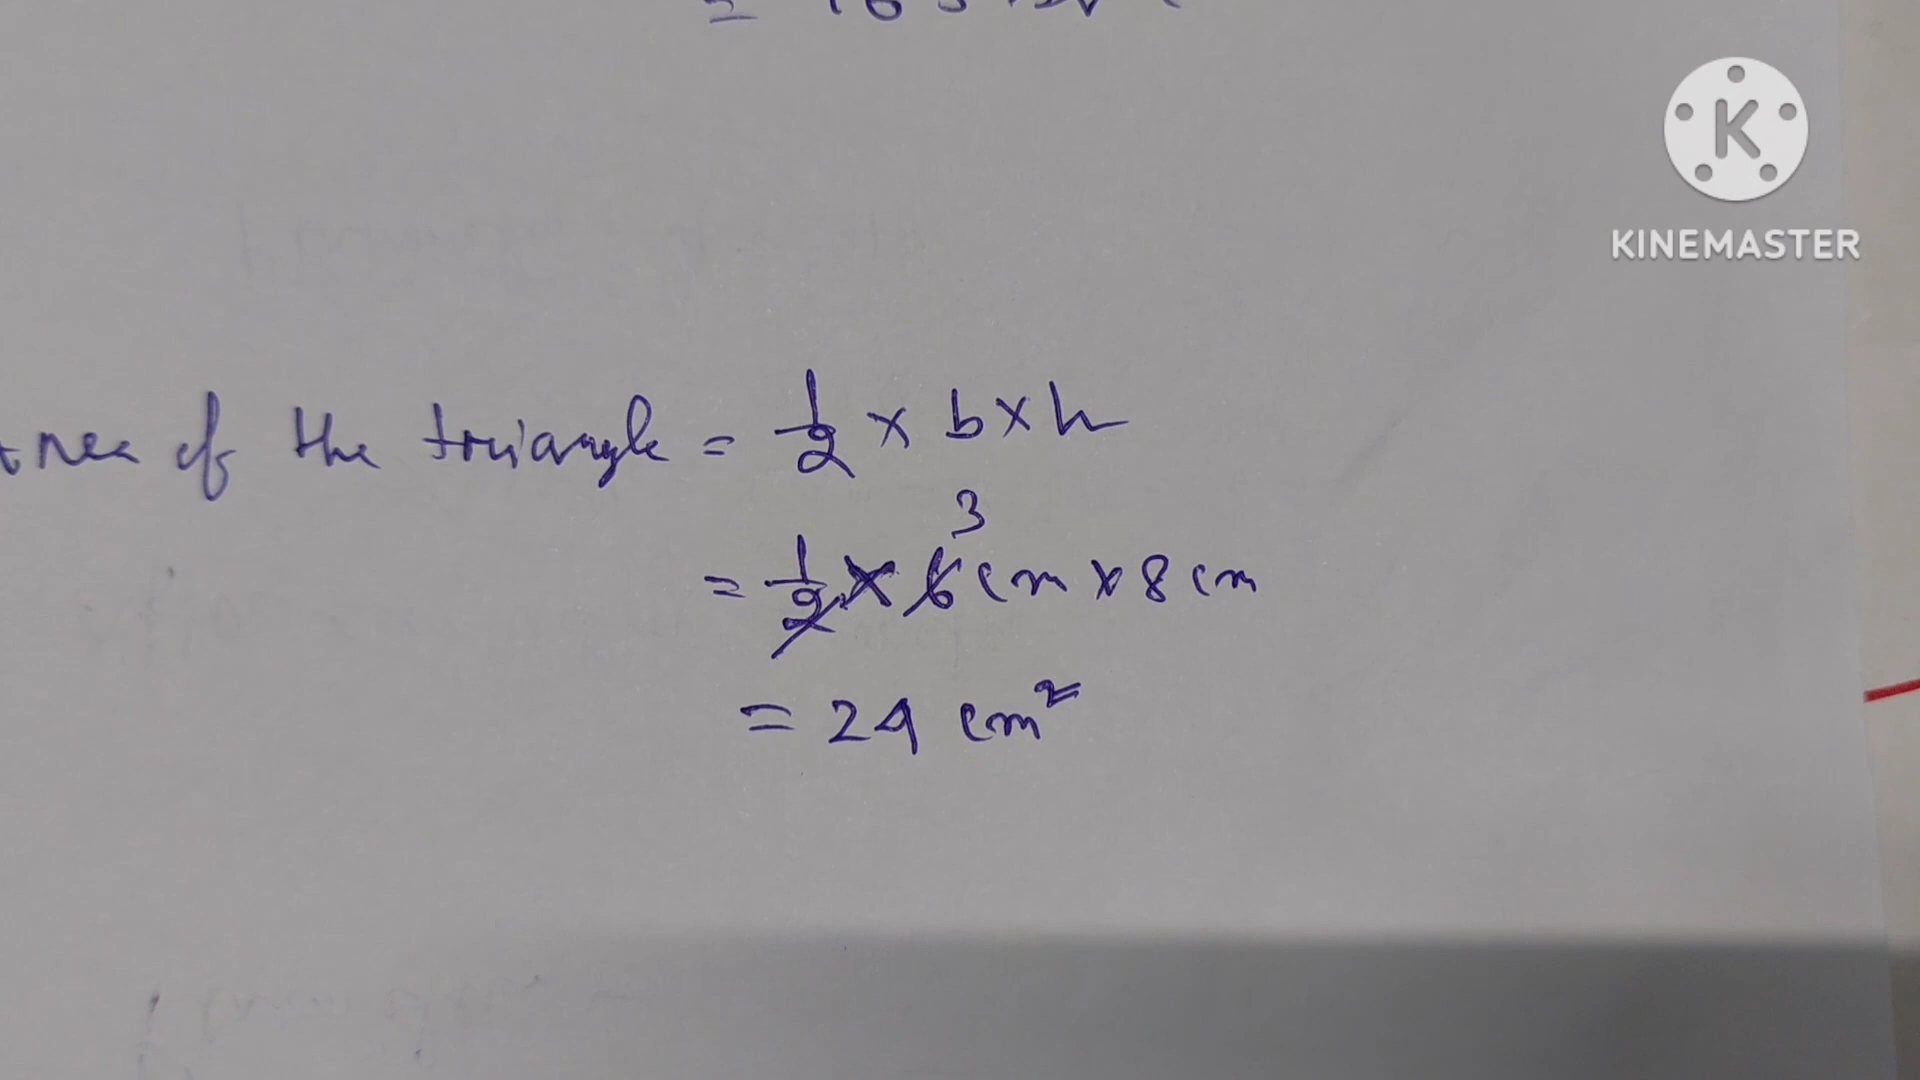 KINEMASTER
Area of the triangle = 1/2 × b × h
3
= 1/2 × 6 cm × 8 cm
= 24 cm²